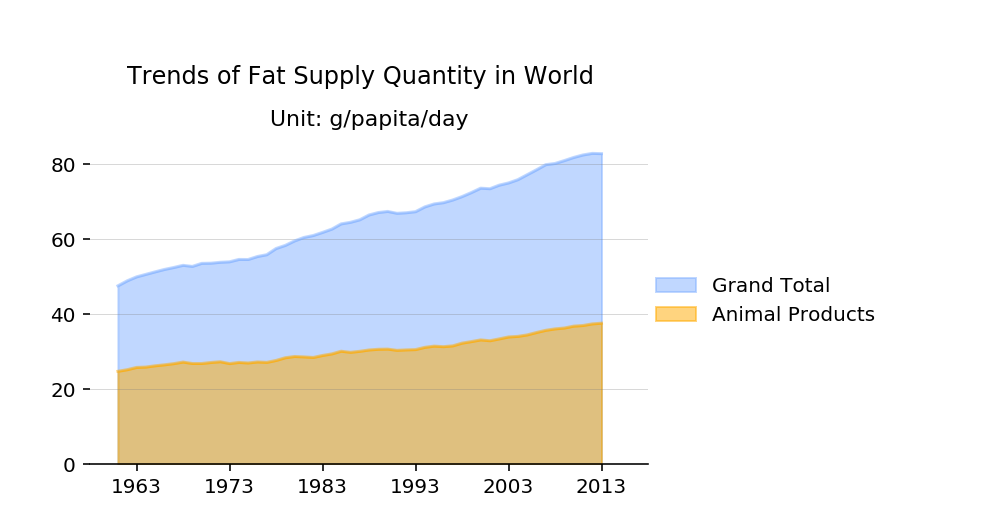 Trends of Fat Supply Quantity in World
Unit: g/papita/day
80
60
40
20
0
1963 1973 1983 1993 2003 2013
Grand Total
Animal Products